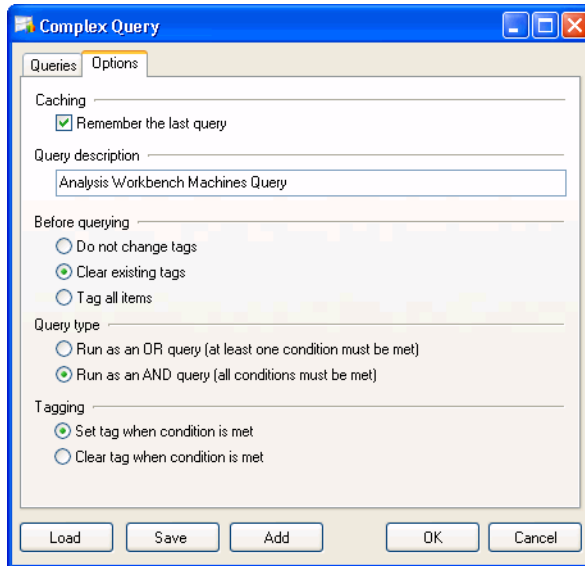 Complex Query
Queries Options
Caching
Remember the last query
Query description
Analysis Workbench Machines Query
Before querying
Do not change tags
Clear existing tags
Tag all items
Query type
Run as an OR query (at least one condition must be met)
Run as an AND query (all conditions must be met)
Tagging
Set tag when condition is met
Clear tag when condition is met
Load Save Add OK Cancel